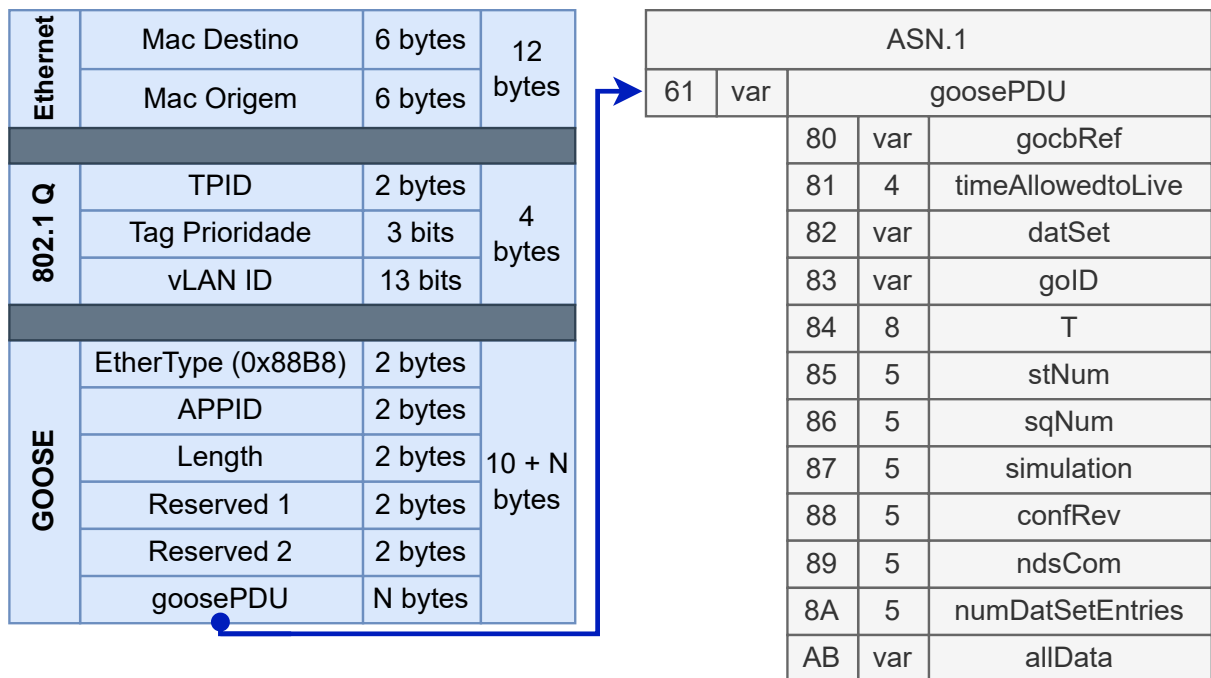 Ethernet
Mac Destino 6 bytes
12 bytes
Mac Origem 6 bytes
802.1 Q
TPID 2 bytes
Tag Prioridade 3 bits
4 bytes
vLAN ID 13 bits
GOOSE
EtherType (0x88B8) 2 bytes
APPID 2 bytes
Length 2 bytes
10 + N bytes
Reserved 1 2 bytes
Reserved 2 2 bytes
goosePDU N bytes
ASN.1
61 var goosePDU
80 var gocbRef
81 4 timeAllowedtoLive
82 var datSet
83 var goID
84 8 T
85 5 stNum
86 5 sqNum
87 5 simulation
88 5 confRev
89 5 ndsCom
8A 5 numDatSetEntries
AB var allData